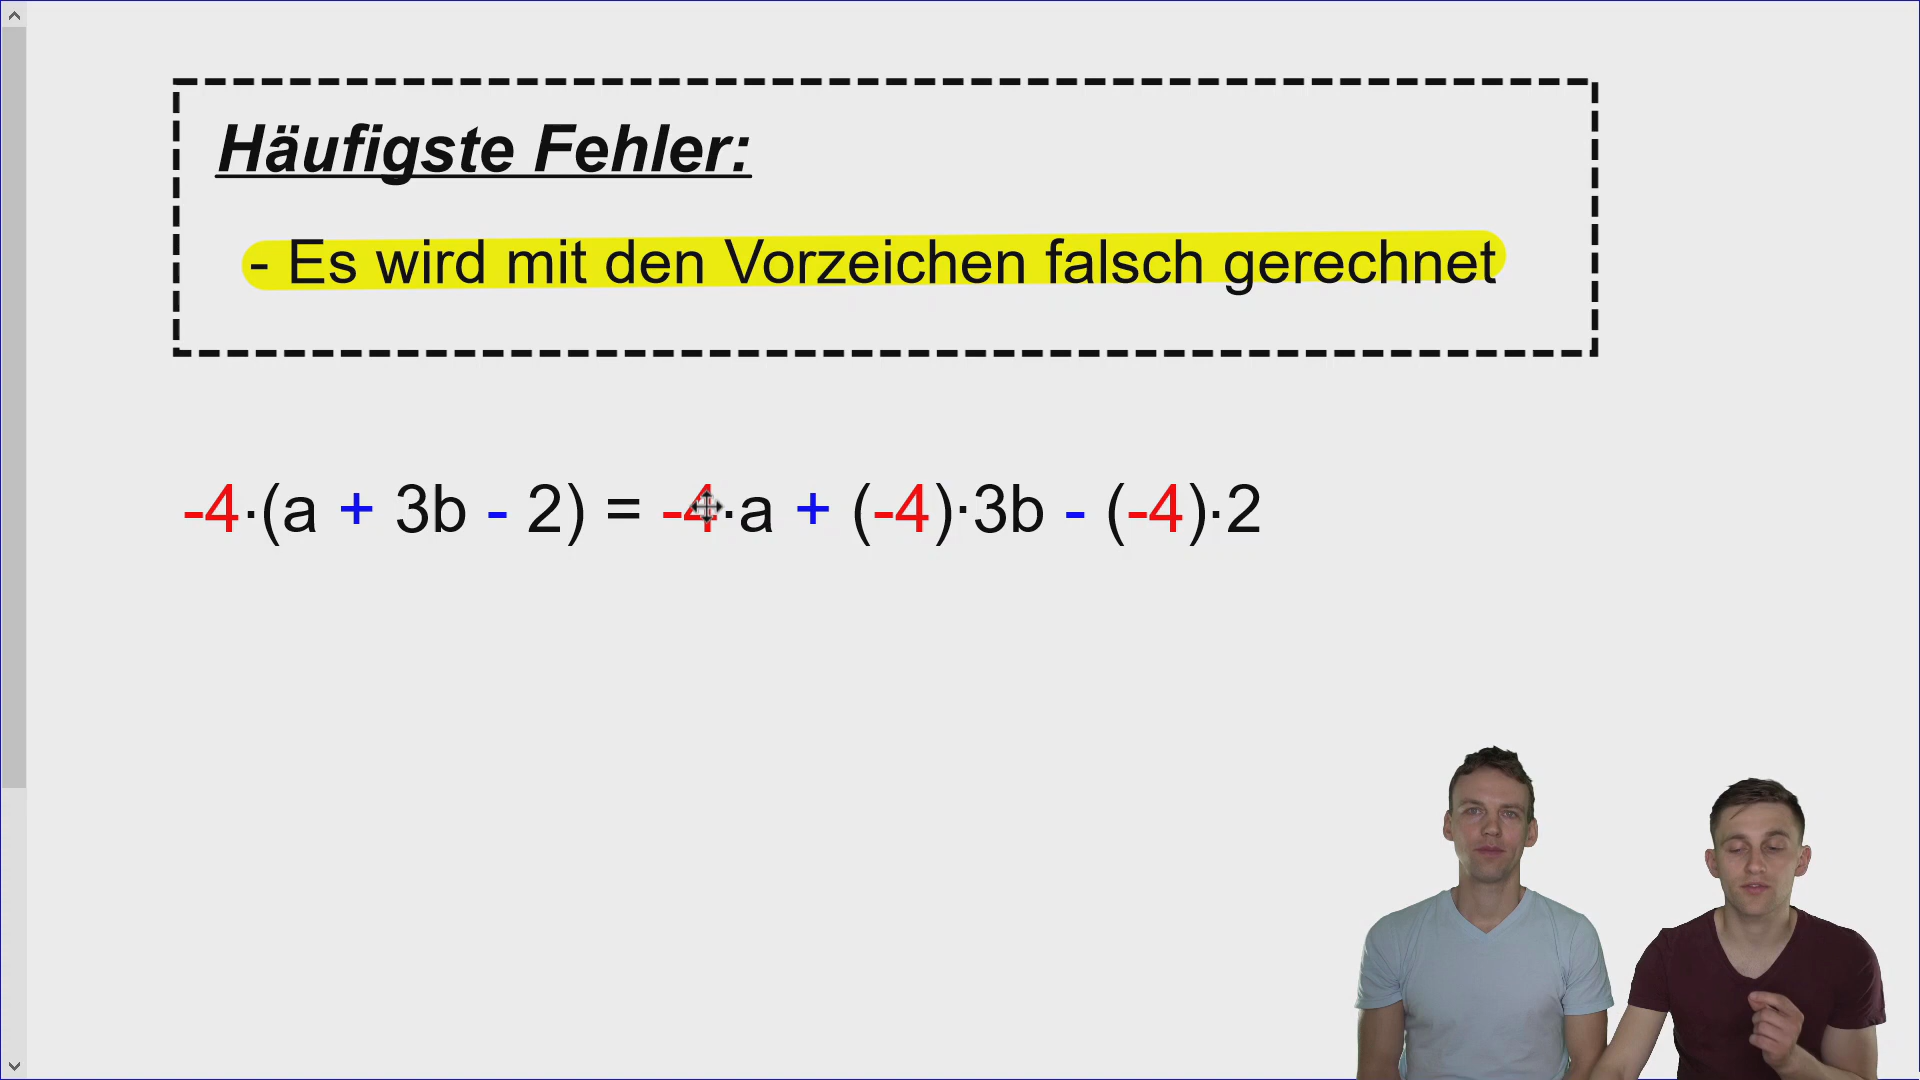 Häufigste Fehler:
- Es wird mit den Vorzeichen falsch gerechnet
-4·(a + 3b - 2) = -4·a + (-4)·3b - (-4)·2